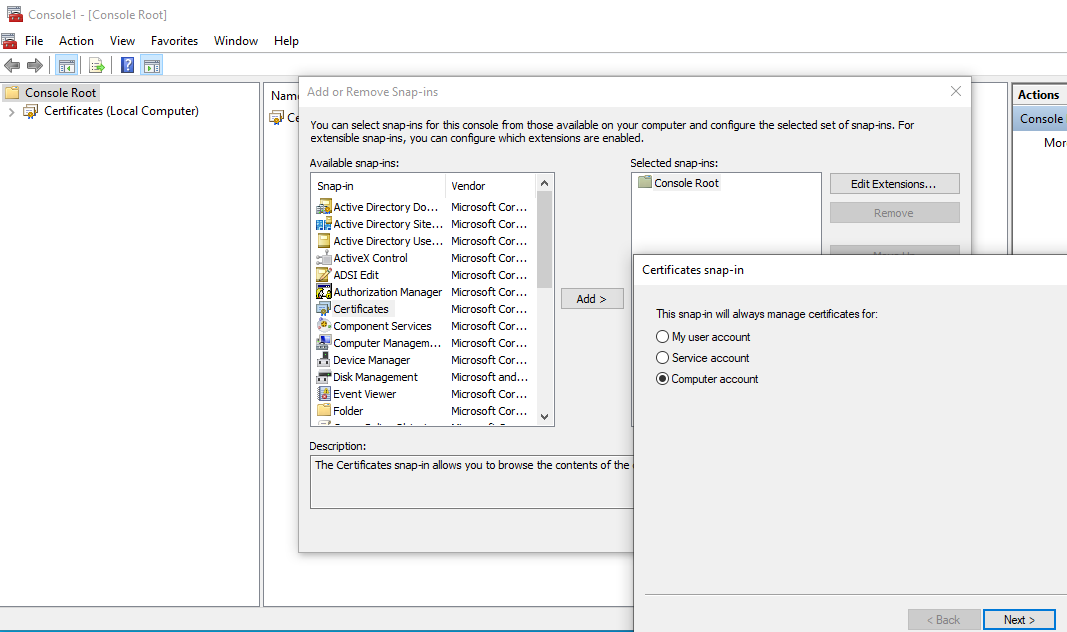 Console1 - [Console Root]
File Action View Favorites Window Help
Console Root
Certificates (Local Computer)
Name
Actions
Console
Add or Remove Snap-ins
You can select snap-ins for this console from those available on your computer and configure the selected set of snap-ins. For
extensible snap-ins, you can configure which extensions are enabled.
Available snap-ins:
Snap-in Vendor
Active Directory Do... Microsoft Cor...
Active Directory Site... Microsoft Cor...
Active Directory Use... Microsoft Cor...
ActiveX Control Microsoft Cor...
ADSI Edit Microsoft Cor...
Authorization Manager Microsoft Cor...
Certificates Microsoft Cor...
Component Services Microsoft Cor...
Computer Managem... Microsoft Cor...
Device Manager Microsoft Cor...
Disk Management Microsoft and...
Event Viewer Microsoft Cor...
Folder Microsoft Cor...
Add >
Selected snap-ins:
Console Root
Edit Extensions...
Remove
Description:
The Certificates snap-in allows you to browse the contents of the
Certificates snap-in
This snap-in will always manage certificates for:
My user account
Service account
Computer account
< Back
Next >